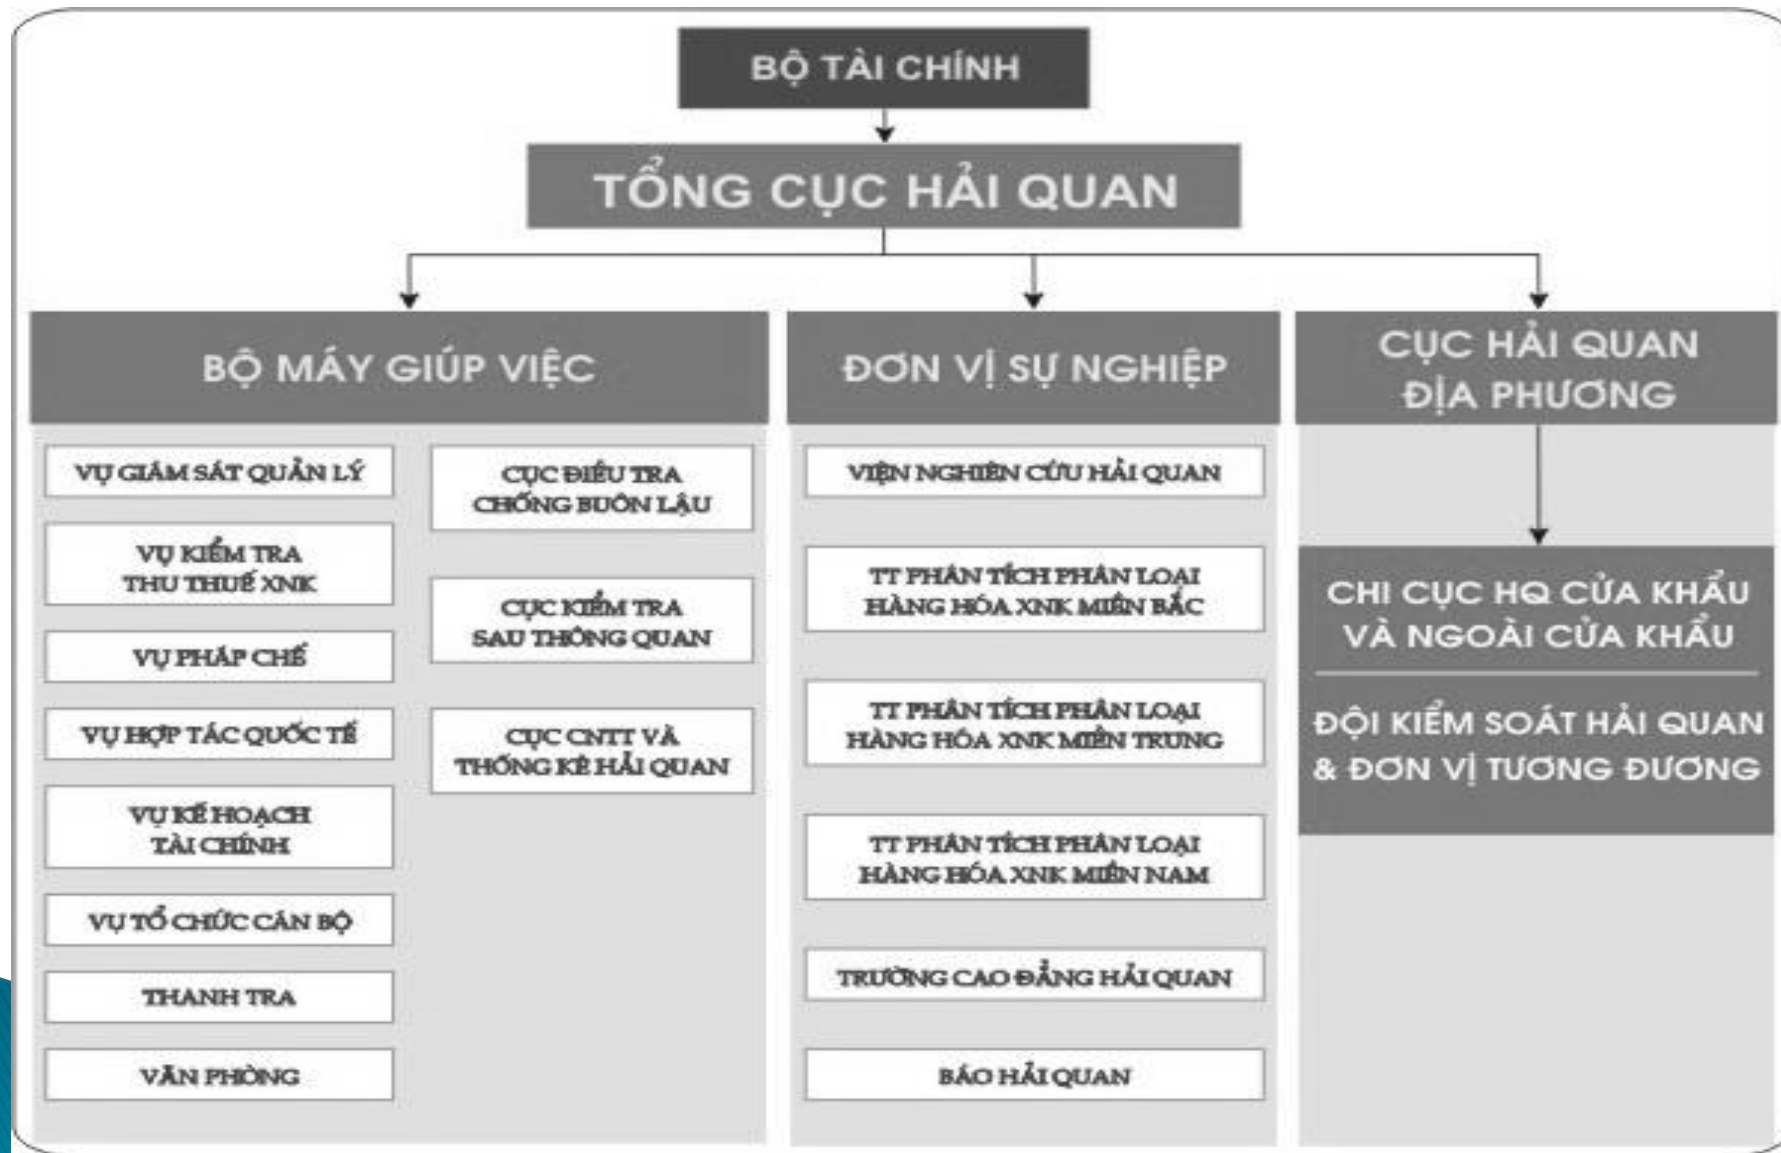 BỘ TÀI CHÍNH
TỔNG CỤC HẢI QUAN
BỘ MÁY GIÚP VIỆC
VỤ GIÁM SÁT QUẢN LÝ
VỤ KIỂM TRA
THU THUẾ XNK
VỤ PHÁP CHẾ
VỤ HỢP TÁC QUỐC TẾ
VỤ KẾ HOẠCH
TÀI CHÍNH
VỤ TỔ CHỨC CÁN BỘ
THANH TRA
VĂN PHÒNG
CỤC ĐIỀU TRA
CHỐNG BUÔN LẬU
CỤC KIỂM TRA
SAU THÔNG QUAN
CỤC CNTT VÀ
THỐNG KÊ HẢI QUAN
ĐƠN VỊ SỰ NGHIỆP
VIỆN NGHIÊN CỨU HẢI QUAN
TT PHÂN TÍCH PHÂN LOẠI
HÀNG HÓA XNK MIỀN BẮC
TT PHÂN TÍCH PHÂN LOẠI
HÀNG HÓA XNK MIỀN TRUNG
TT PHÂN TÍCH PHÂN LOẠI
HÀNG HÓA XNK MIỀN NAM
TRƯỜNG CAO ĐẲNG HẢI QUAN
BÁO HẢI QUAN
CỤC HẢI QUAN
ĐỊA PHƯƠNG
CHI CỤC HQ CỬA KHẨU
VÀ NGOÀI CỬA KHẨU
ĐỘI KIỂM SOÁT HẢI QUAN
& ĐƠN VỊ TƯƠNG ĐƯƠNG